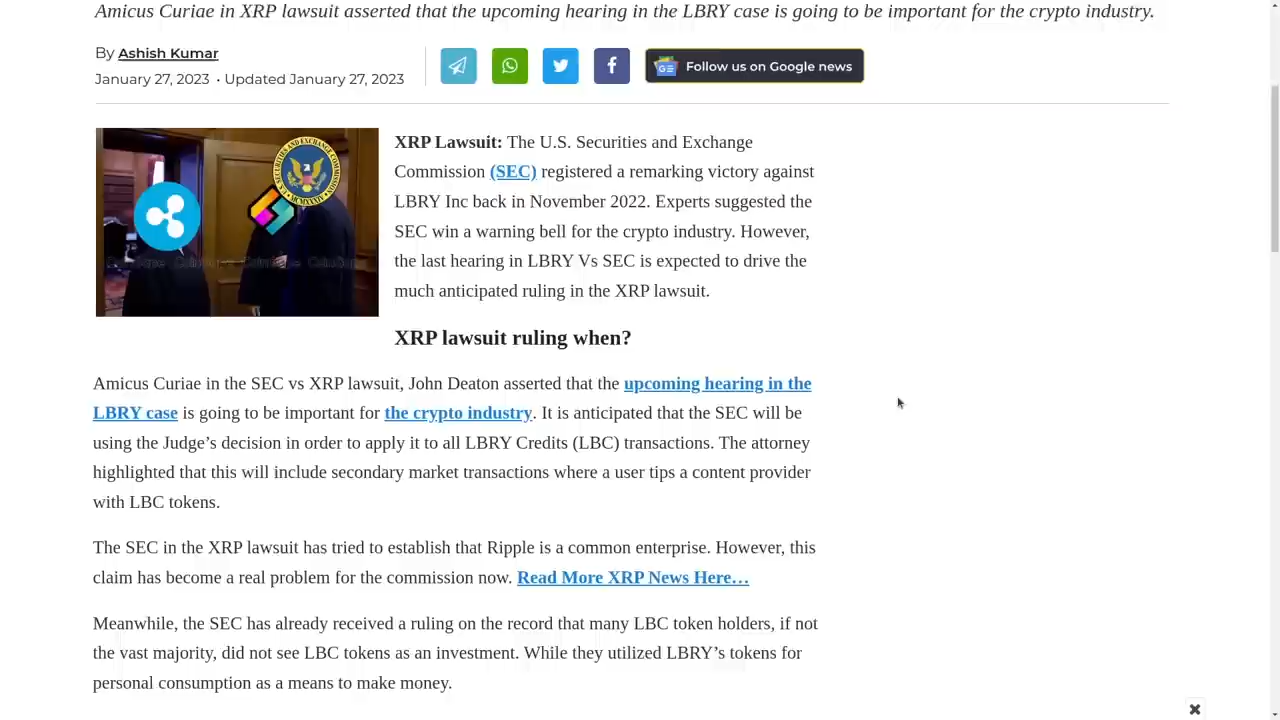 Amicus Curiae in XRP lawsuit asserted that the upcoming hearing in the LBRY case is going to be important for the crypto industry.
By Ashish Kumar
January 27, 2023 • Updated January 27, 2023
Follow us on Google news
XRP Lawsuit: The U.S. Securities and Exchange
Commission (SEC) registered a remarking victory against
LBRY Inc back in November 2022. Experts suggested the
SEC win a warning bell for the crypto industry. However,
the last hearing in LBRY Vs SEC is expected to drive the
much anticipated ruling in the XRP lawsuit.
XRP lawsuit ruling when?
Amicus Curiae in the SEC vs XRP lawsuit, John Deaton asserted that the upcoming hearing in the
LBRY case is going to be important for the crypto industry. It is anticipated that the SEC will be
using the Judge’s decision in order to apply it to all LBRY Credits (LBC) transactions. The attorney
highlighted that this will include secondary market transactions where a user tips a content provider
with LBC tokens.
The SEC in the XRP lawsuit has tried to establish that Ripple is a common enterprise. However, this
claim has become a real problem for the commission now. Read More XRP News Here…
Meanwhile, the SEC has already received a ruling on the record that many LBC token holders, if not
the vast majority, did not see LBC tokens as an investment. While they utilized LBRY’s tokens for
personal consumption as a means to make money.